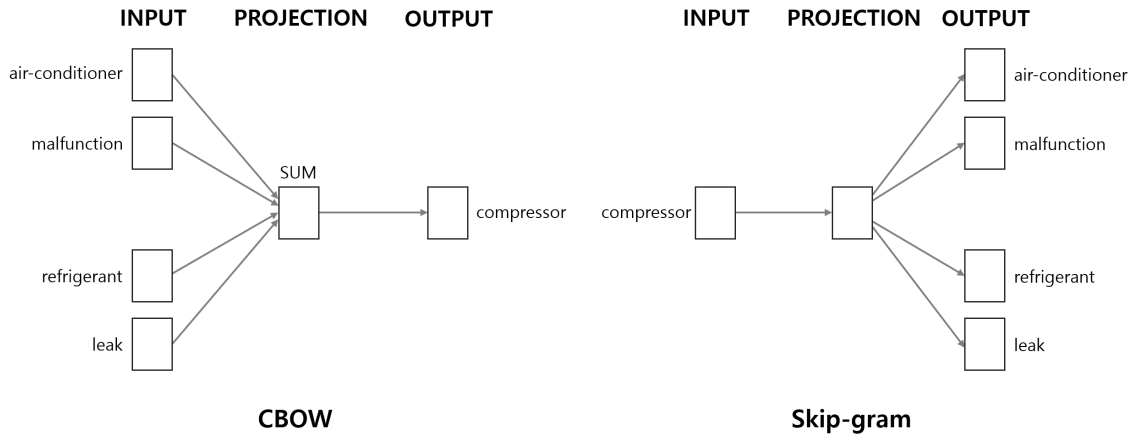 INPUT PROJECTION OUTPUT
air-conditioner
malfunction
SUM
compressor
refrigerant
leak
CBOW
INPUT PROJECTION OUTPUT
air-conditioner
malfunction
compressor
refrigerant
leak
Skip-gram